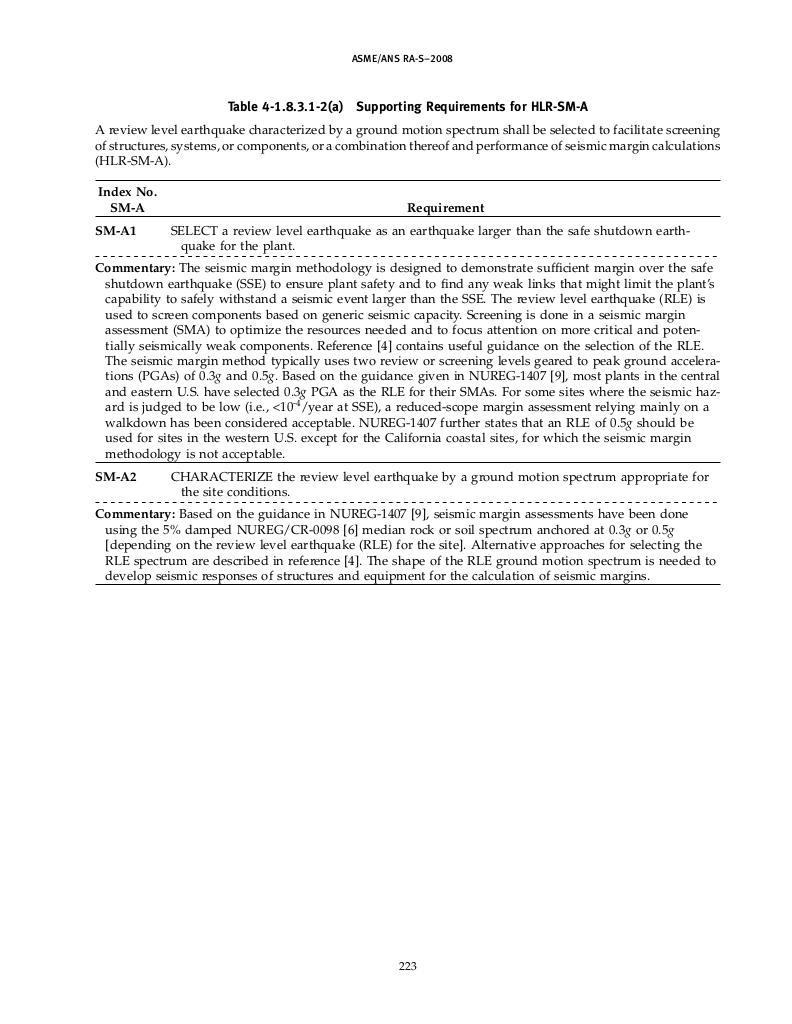 ASME/ANS RA-S–2008
Table 4-1.8.3.1-2(a) Supporting Requirements for HLR-SM-A
A review level earthquake characterized by a ground motion spectrum shall be selected to facilitate screening
of structures, systems, or components, or a combination thereof and performance of seismic margin calculations
(HLR-SM-A).
Index No.
SM-A Requirement
SM-A1 SELECT a review level earthquake as an earthquake larger than the safe shutdown earth-
quake for the plant.
Commentary: The seismic margin methodology is designed to demonstrate sufficient margin over the safe
shutdown earthquake (SSE) to ensure plant safety and to find any weak links that might limit the plant's
capability to safely withstand a seismic event larger than the SSE. The review level earthquake (RLE) is
used to screen components based on generic seismic capacity. Screening is done in a seismic margin
assessment (SMA) to optimize the resources needed and to focus attention on more critical and poten-
tially seismically weak components. Reference [4] contains useful guidance on the selection of the RLE.
The seismic margin method typically uses two review or screening levels geared to peak ground accelera-
tions (PGAs) of 0.3g and 0.5g. Based on the guidance given in NUREG-1407 [9], most plants in the central
and eastern U.S. have selected 0.3g PGA as the RLE for their SMAs. For some sites where the seismic haz-
ard is judged to be low (i.e., <10⁻⁴/year at SSE), a reduced-scope margin assessment relying mainly on a
walkdown has been considered acceptable. NUREG-1407 further states that an RLE of 0.5g should be
used for sites in the western U.S. except for the California coastal sites, for which the seismic margin
methodology is not acceptable.
SM-A2 CHARACTERIZE the review level earthquake by a ground motion spectrum appropriate for
the site conditions.
Commentary: Based on the guidance in NUREG-1407 [9], seismic margin assessments have been done
using the 5% damped NUREG/CR-0098 [6] median rock or soil spectrum anchored at 0.3g or 0.5g
[depending on the review level earthquake (RLE) for the site]. Alternative approaches for selecting the
RLE spectrum are described in reference [4]. The shape of the RLE ground motion spectrum is needed to
develop seismic responses of structures and equipment for the calculation of seismic margins.
223